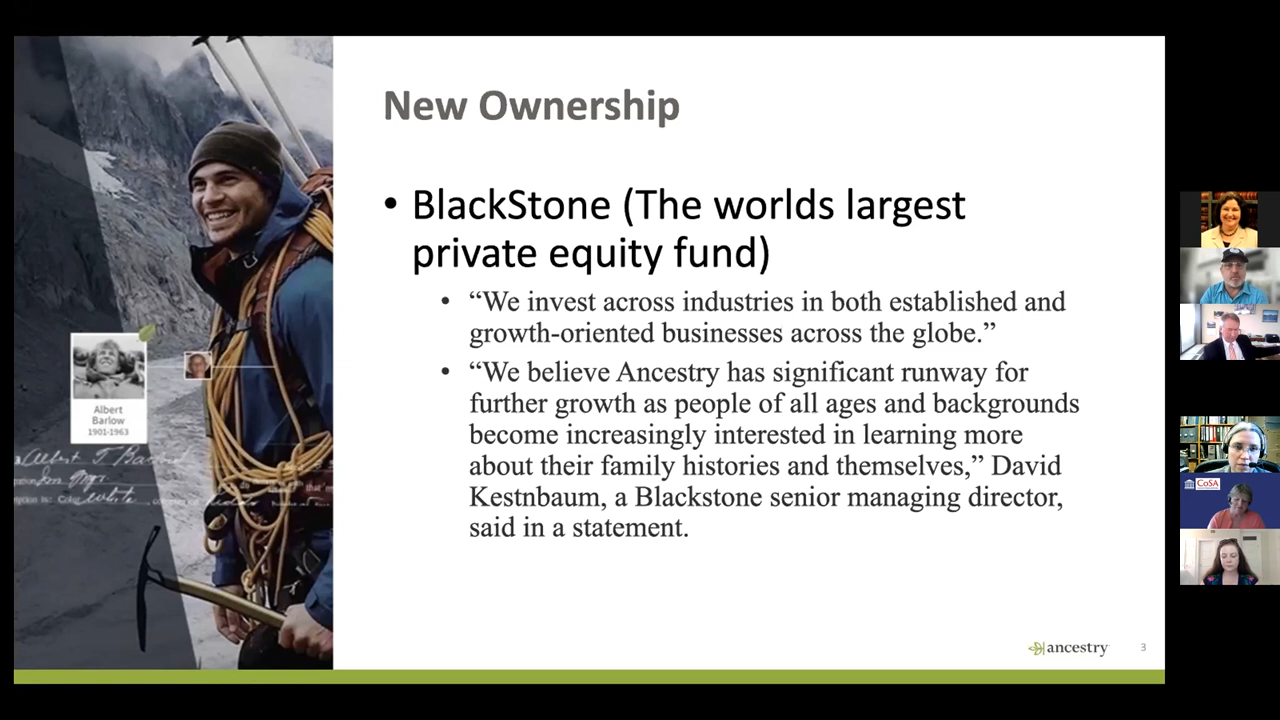 New Ownership
• BlackStone (The worlds largest
private equity fund)
• “We invest across industries in both established and
growth-oriented businesses across the globe.”
• “We believe Ancestry has significant runway for
further growth as people of all ages and backgrounds
become increasingly interested in learning more
about their family histories and themselves,” David
Kestnbaum, a Blackstone senior managing director,
said in a statement.
Albert
Barlow
1901-1963
Albert T
White
ancestry
3
CoSA